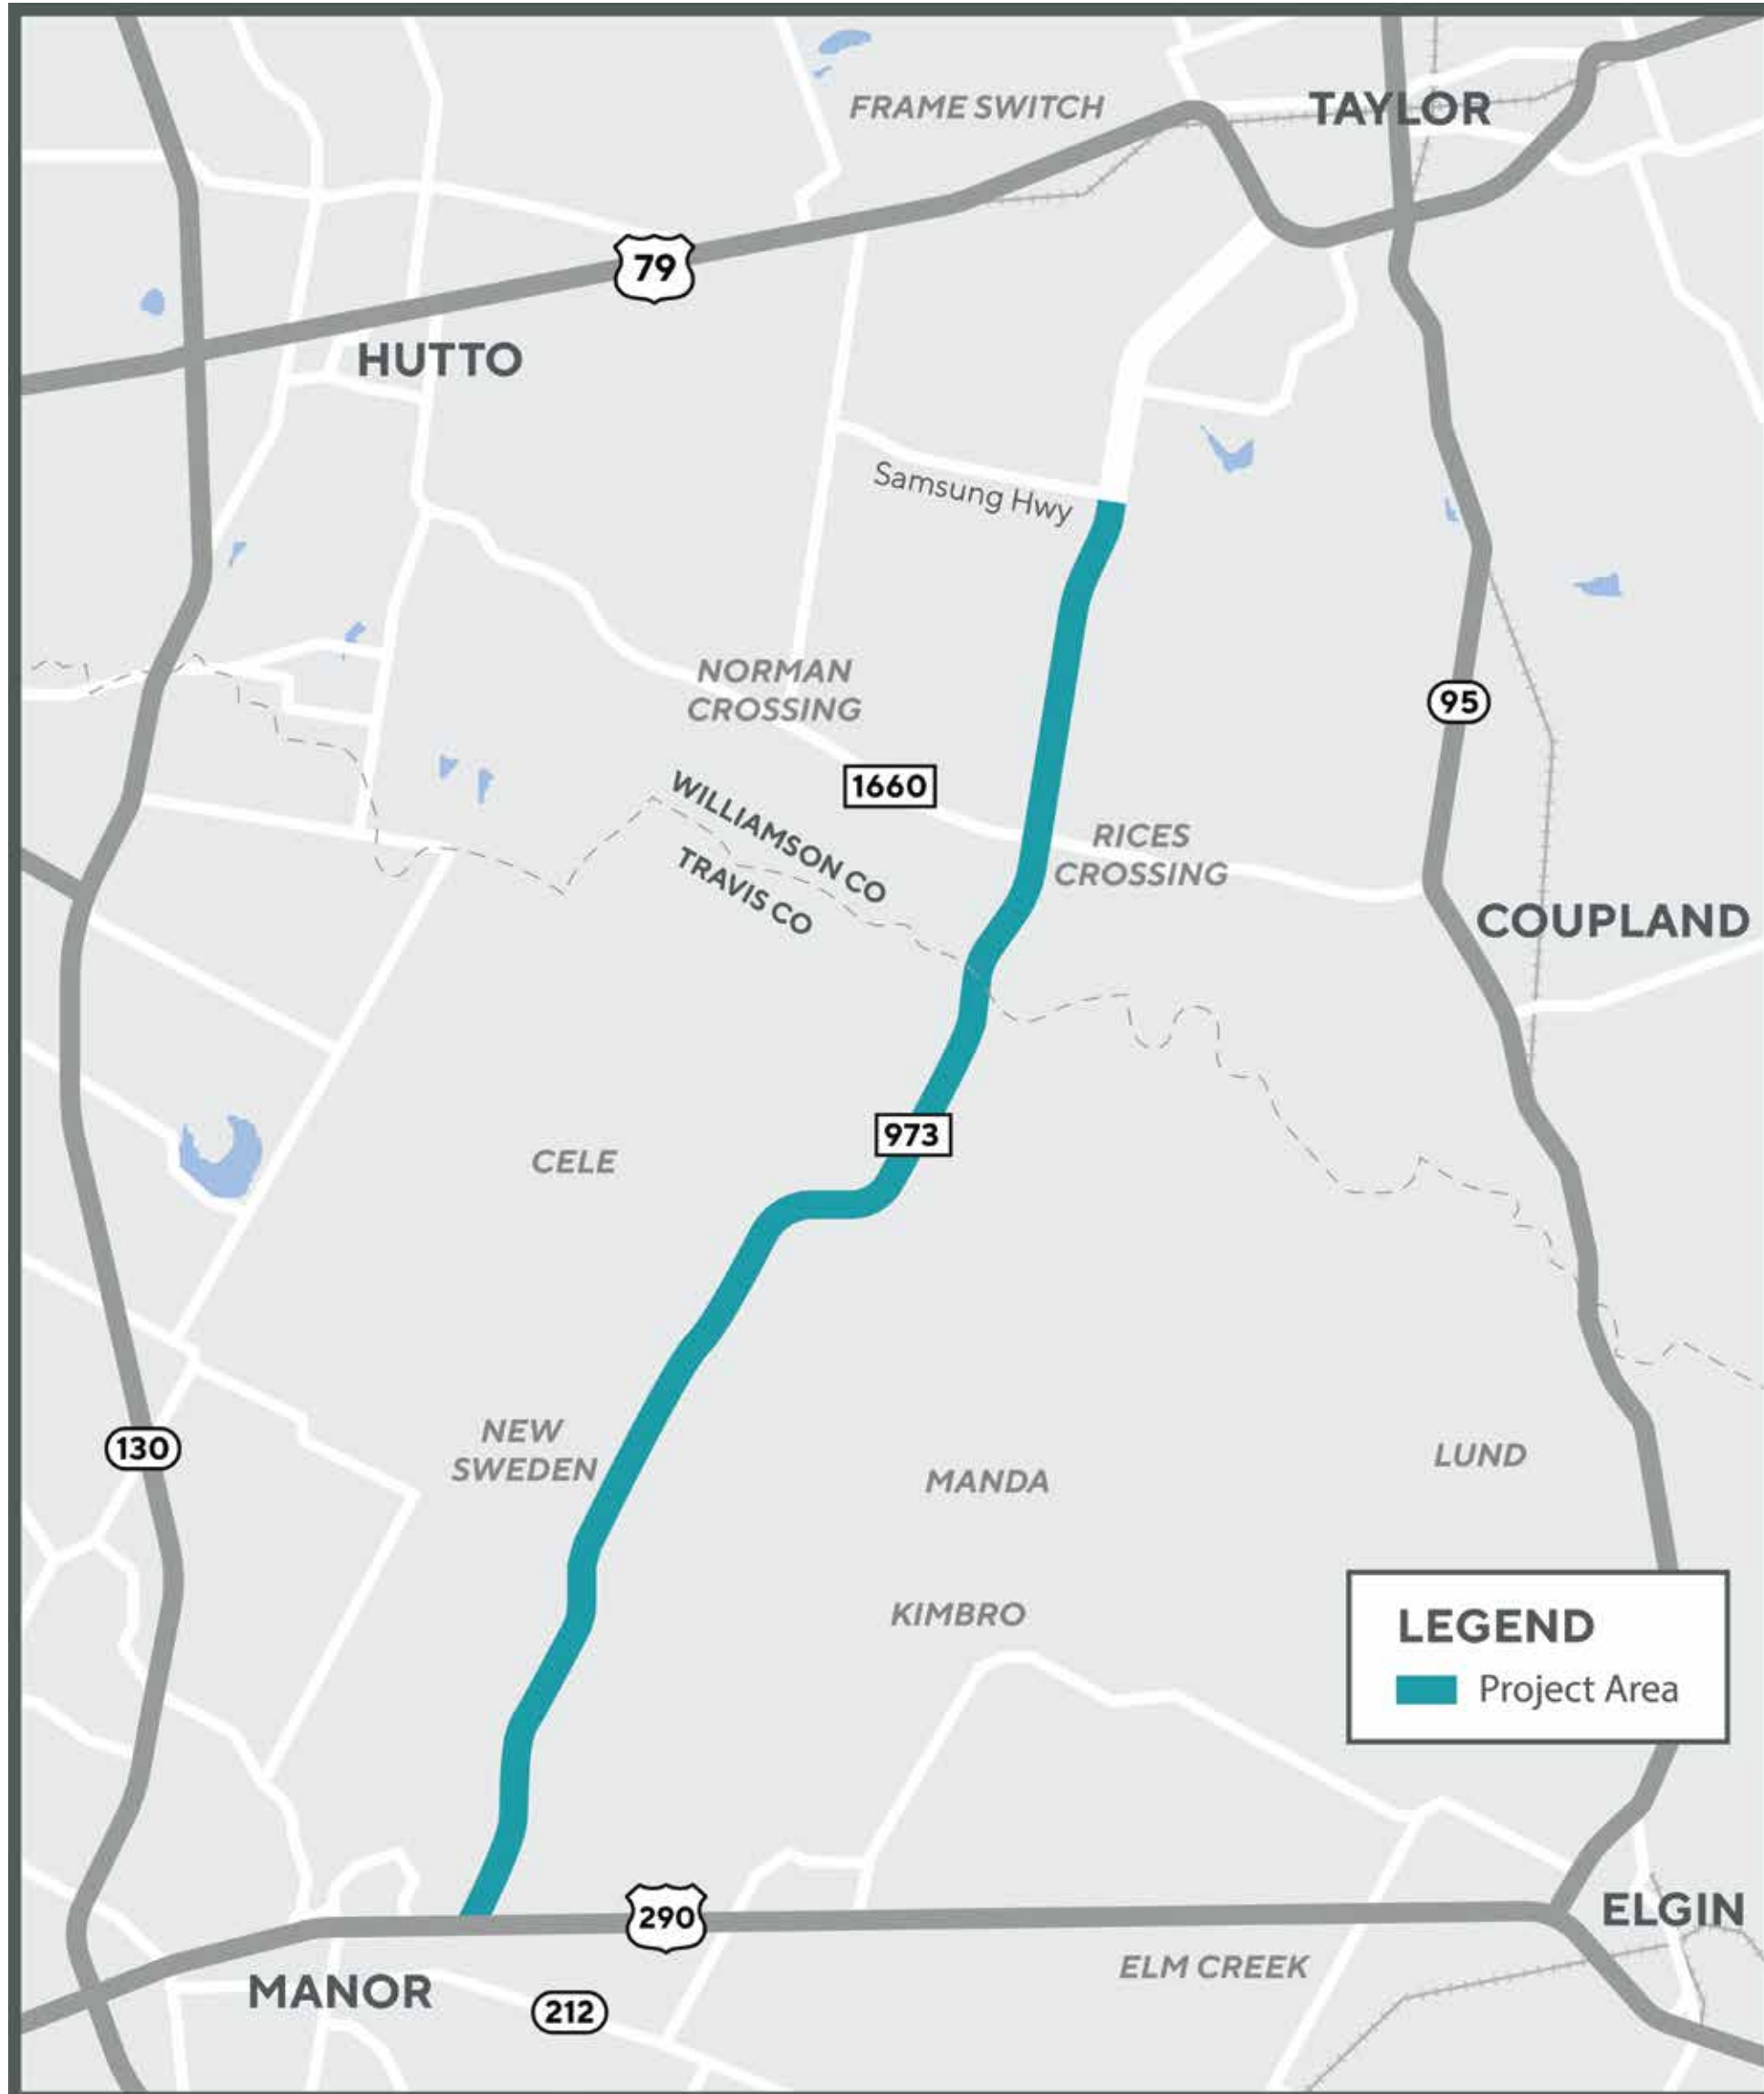 FRAME SWITCH
TAYLOR
79
HUTTO
Samsung Hwy
NORMAN
CROSSING
95
1660
WILLIAMSON CO
TRAVIS CO
RICES
CROSSING
COUPLAND
973
CELE
NEW
SWEDEN
130
MANDA
LUND
KIMBRO
LEGEND
Project Area
290
ELGIN
ELM CREEK
MANOR
212